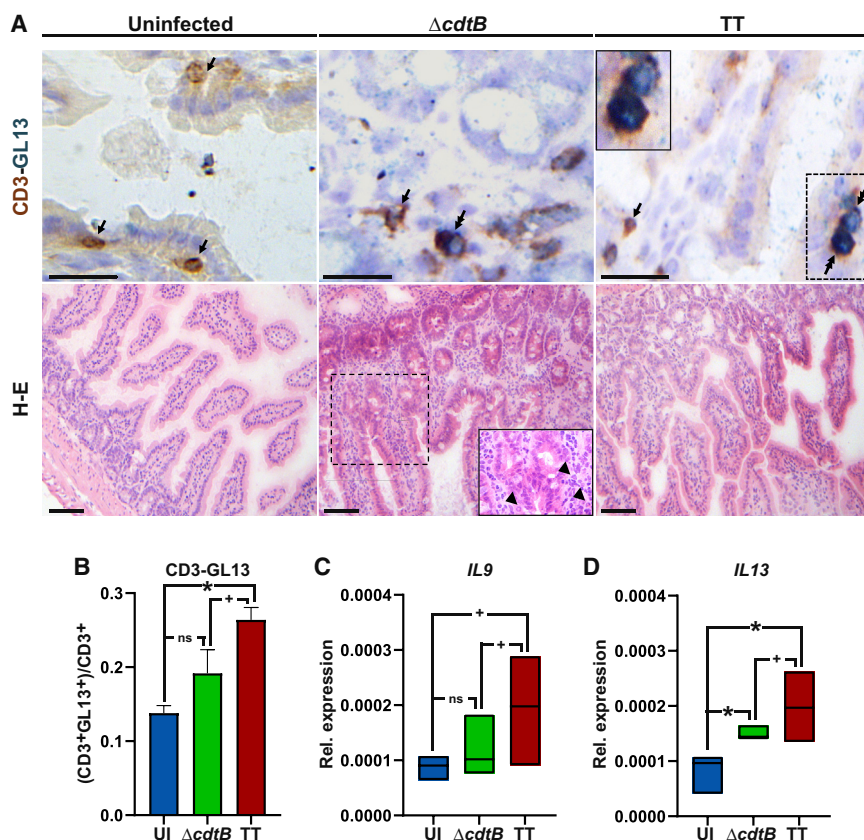 A
Uninfected
ΔcdtB
TT
CD3-GL13
H-E
B
CD3-GL13
(CD3+GL13+)/CD3+
0.3
0.2
0.1
0.0
ns
*
+
UI
ΔcdtB
TT
C
IL9
Rel. expression
0.0004
0.0003
0.0002
0.0001
0.0000
+
ns
+
UI
ΔcdtB
TT
D
IL13
Rel. expression
0.0004
0.0003
0.0002
0.0001
0.0000
*
*
+
UI
ΔcdtB
TT